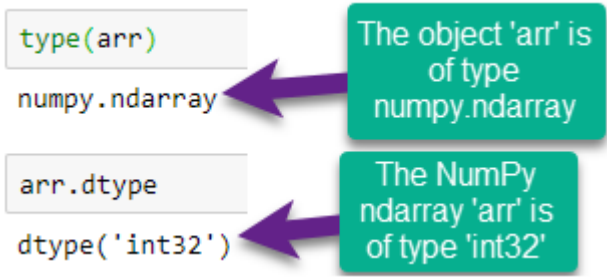 type(arr)
The object 'arr' is
of type
numpy.ndarray
numpy.ndarray
arr.dtype
The NumPy
ndarray 'arr' is
of type 'int32'
dtype('int32')